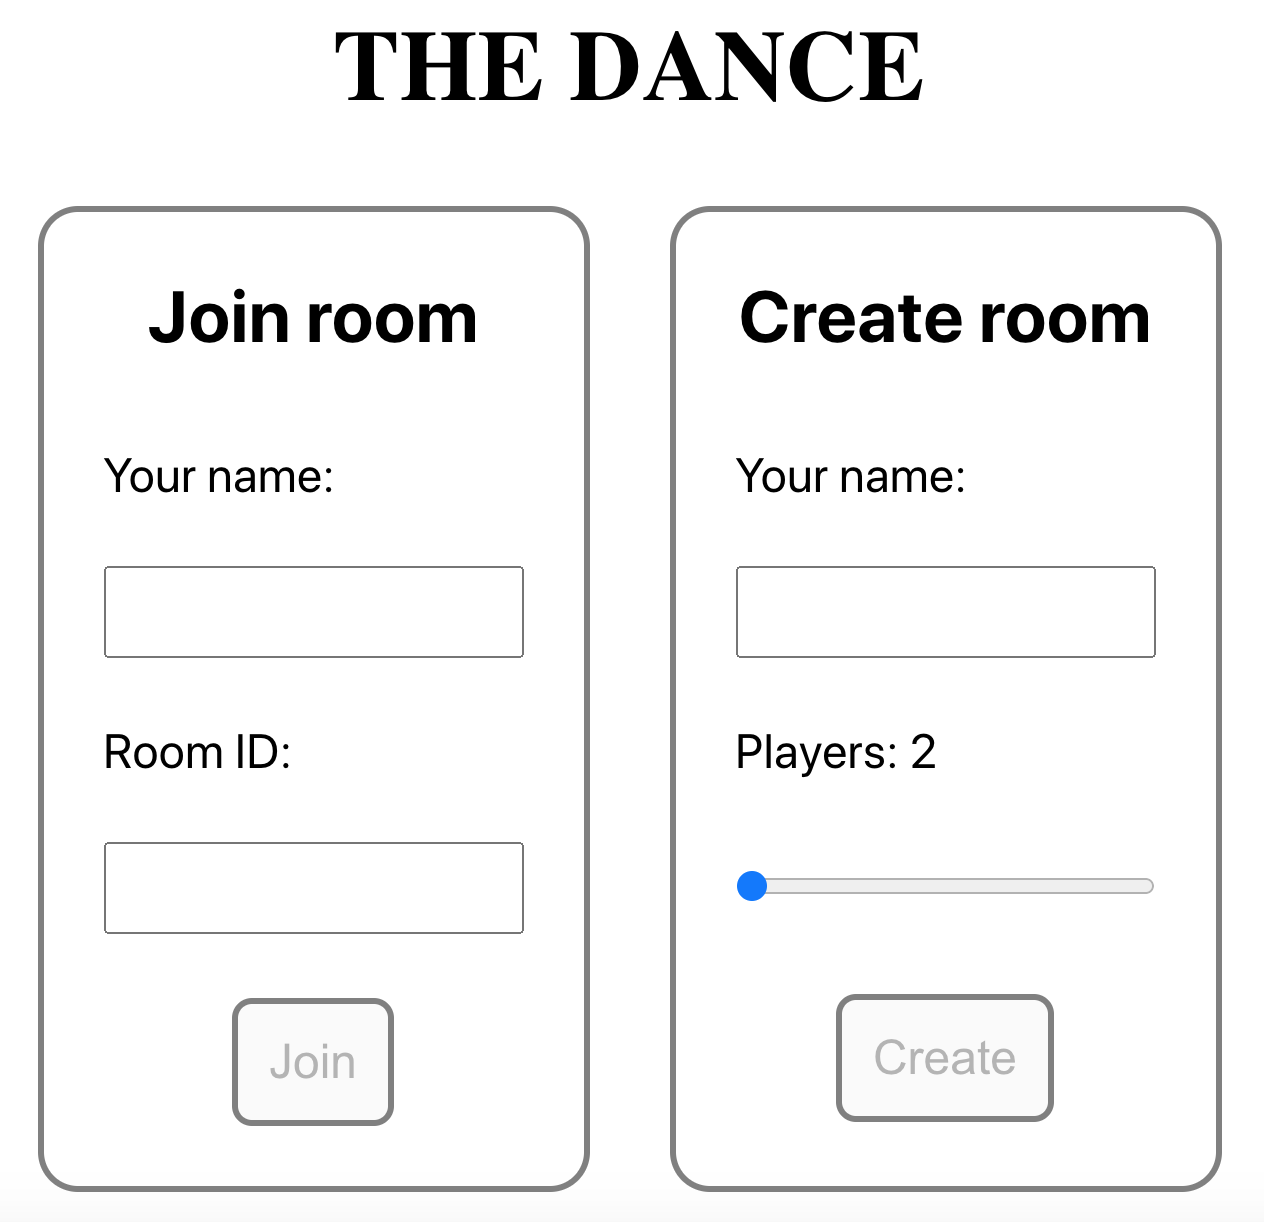 THE DANCE
Join room
Your name:
Room ID:
Join
Create room
Your name:
Players: 2
Create